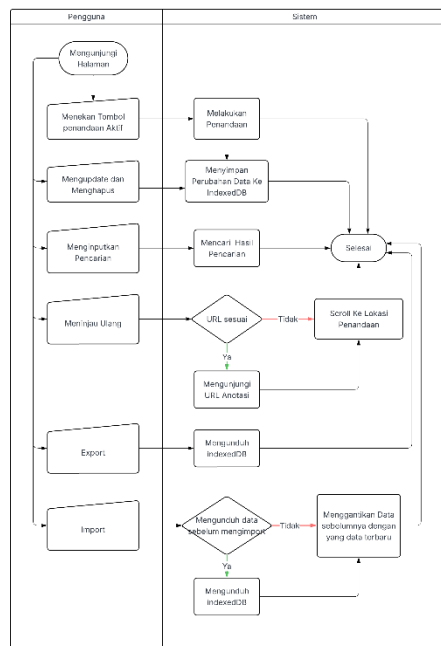 Pengguna
Sistem
Mengunjungi
Halaman
Menekan Tombol
penandaan Aktif
Melakukan
Penandaan
Mengupdate dan
Menghapus
Menyimpan
Perubahan Data Ke
IndexedDB
Menginputkan
Pencarian
Mencari Hasil
Pencarian
Selesai
Meninjau Ulang
URL sesuai
Tidak
Scroll Ke Lokasi
Penandaan
Ya
Mengunjungi
URL Anotasi
Export
Mengunduh
IndexedDB
Import
Mengunduh data
sebelum mengimport
Tidak
Menggantikan Data
sebelumnya dengan
yang data terbaru
Ya
Mengunduh
IndexedDB